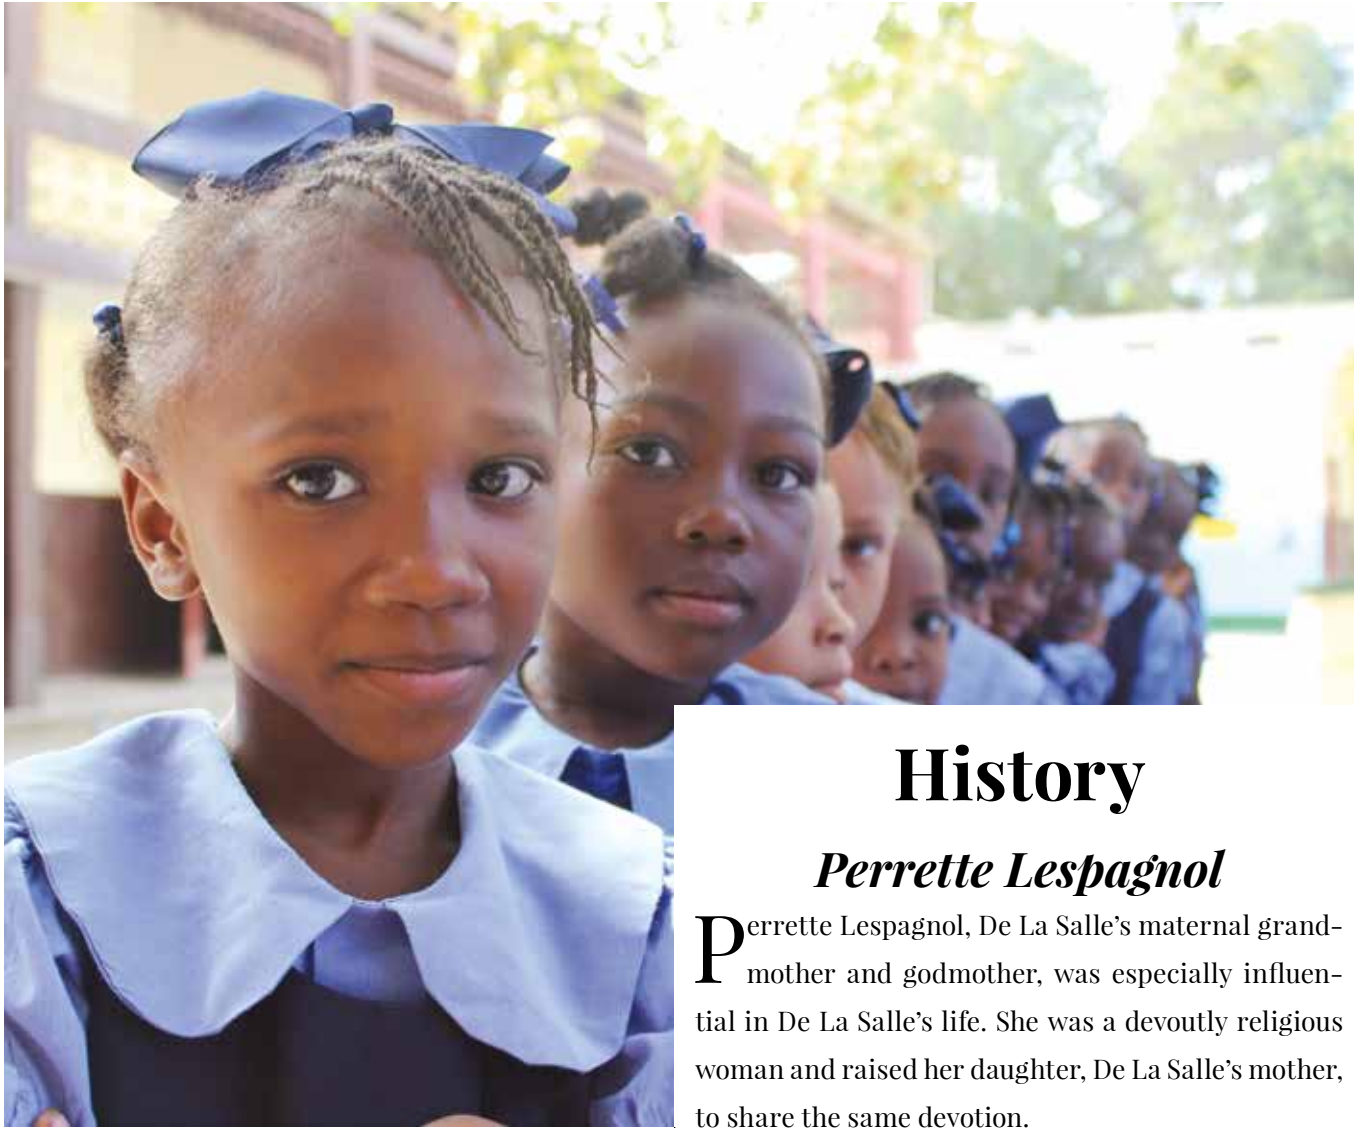 History
Perrette Lespagnol
Perrette Lespagnol, De La Salle’s maternal grand-
mother and godmother, was especially influen-
tial in De La Salle’s life. She was a devoutly religious
woman and raised her daughter, De La Salle’s mother,
to share the same devotion.